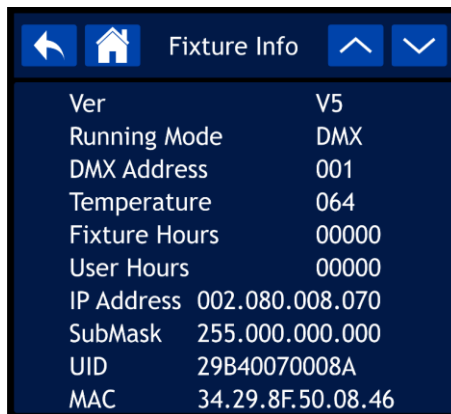 Fixture Info
Ver V5
Running Mode DMX
DMX Address 001
Temperature 064
Fixture Hours 00000
User Hours 00000
IP Address 002.080.008.070
SubMask 255.000.000.000
UID 29B40070008A
MAC 34.29.8F.50.08.46